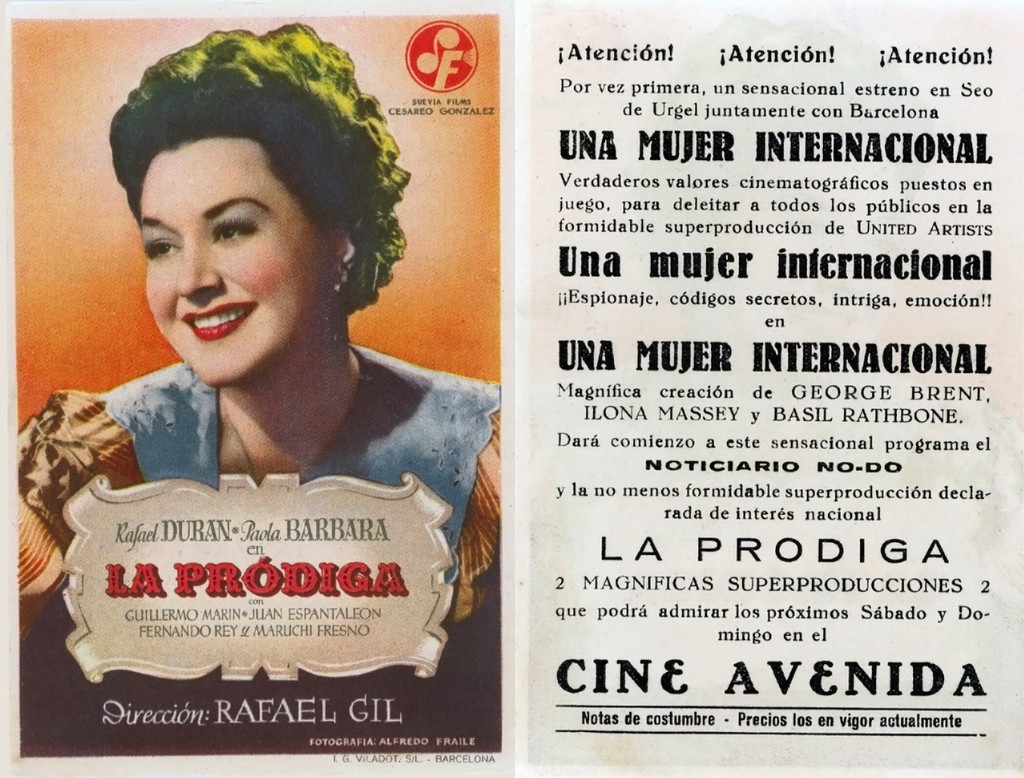 SUEVIA FILMS
CESAREO GONZALEZ
Rafael DURAN * Paola BARBARA
en
LA PRÓDIGA
con
GUILLERMO MARIN * JUAN ESPANTALEON
FERNANDO REY y MARUCHI FRESNO
Dirección: RAFAEL GIL
FOTOGRAFIA: ALFREDO FRAILE
I. G. VILADOT, S/L. - BARCELONA
¡Atención! ¡Atención! ¡Atención!
Por vez primera, un sensacional estreno en Seo
de Urgel juntamente con Barcelona
UNA MUJER INTERNACIONAL
Verdaderos valores cinematográficos puestos en
juego, para deleitar a todos los públicos en la
formidable superproducción de UNITED ARTISTS
Una mujer internacional
¡¡Espionaje, códigos secretos, intriga, emoción!!
en
UNA MUJER INTERNACIONAL
Magnífica creación de GEORGE BRENT,
ILONA MASSEY y BASIL RATHBONE.
Dará comienzo a este sensacional programa el
NOTICIARIO NO-DO
y la no menos formidable superproducción decla-
rada de interés nacional
LA PRODIGA
2 MAGNIFICAS SUPERPRODUCCIONES 2
que podrá admirar los próximos Sábado y Do-
mingo en el
CINE AVENIDA
Notas de costumbre - Precios los en vigor actualmente